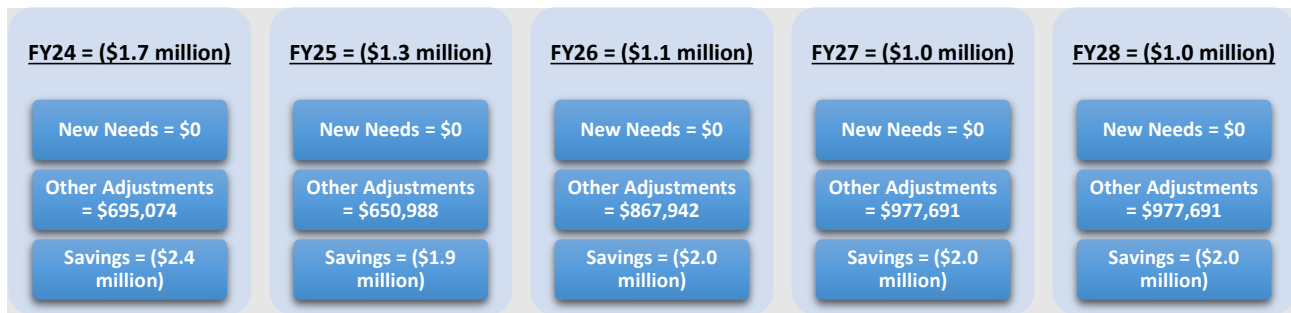 FY24 = ($1.7 million)
New Needs = $0
Other Adjustments
= $695,074
Savings = ($2.4
million)
FY25 = ($1.3 million)
New Needs = $0
Other Adjustments
= $650,988
Savings = ($1.9
million)
FY26 = ($1.1 million)
New Needs = $0
Other Adjustments
= $867,942
Savings = ($2.0
million)
FY27 = ($1.0 million)
New Needs = $0
Other Adjustments
= $977,691
Savings = ($2.0
million)
FY28 = ($1.0 million)
New Needs = $0
Other Adjustments
= $977,691
Savings = ($2.0
million)